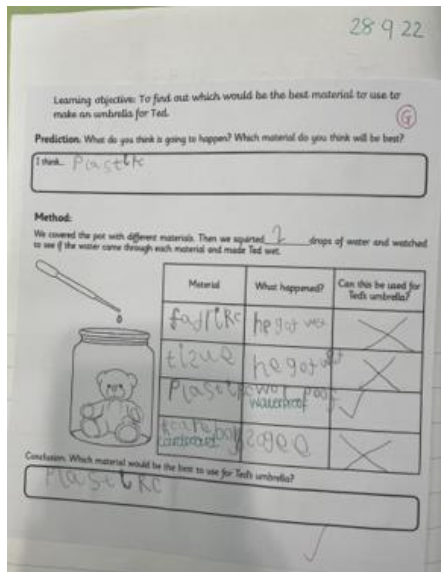 28 9 22
Learning objective: To find out which would be the best material to use to
make an umbrella for Ted.
G
Prediction: What do you think is going to happen? Which material do you think will be best?
I think... Plastikc
Method:
We covered the pot with different materials. Then we squirted 2 drops of water and watched
to see if the water came through each material and made Ted wet.
Material What happened? Can this be used for
Ted's umbrella?
he got wet
tizue he got wet
Plastikc
waterproof
cardboard
Conclusion: Which material would be the best to use for Ted's umbrella?
Plastikc